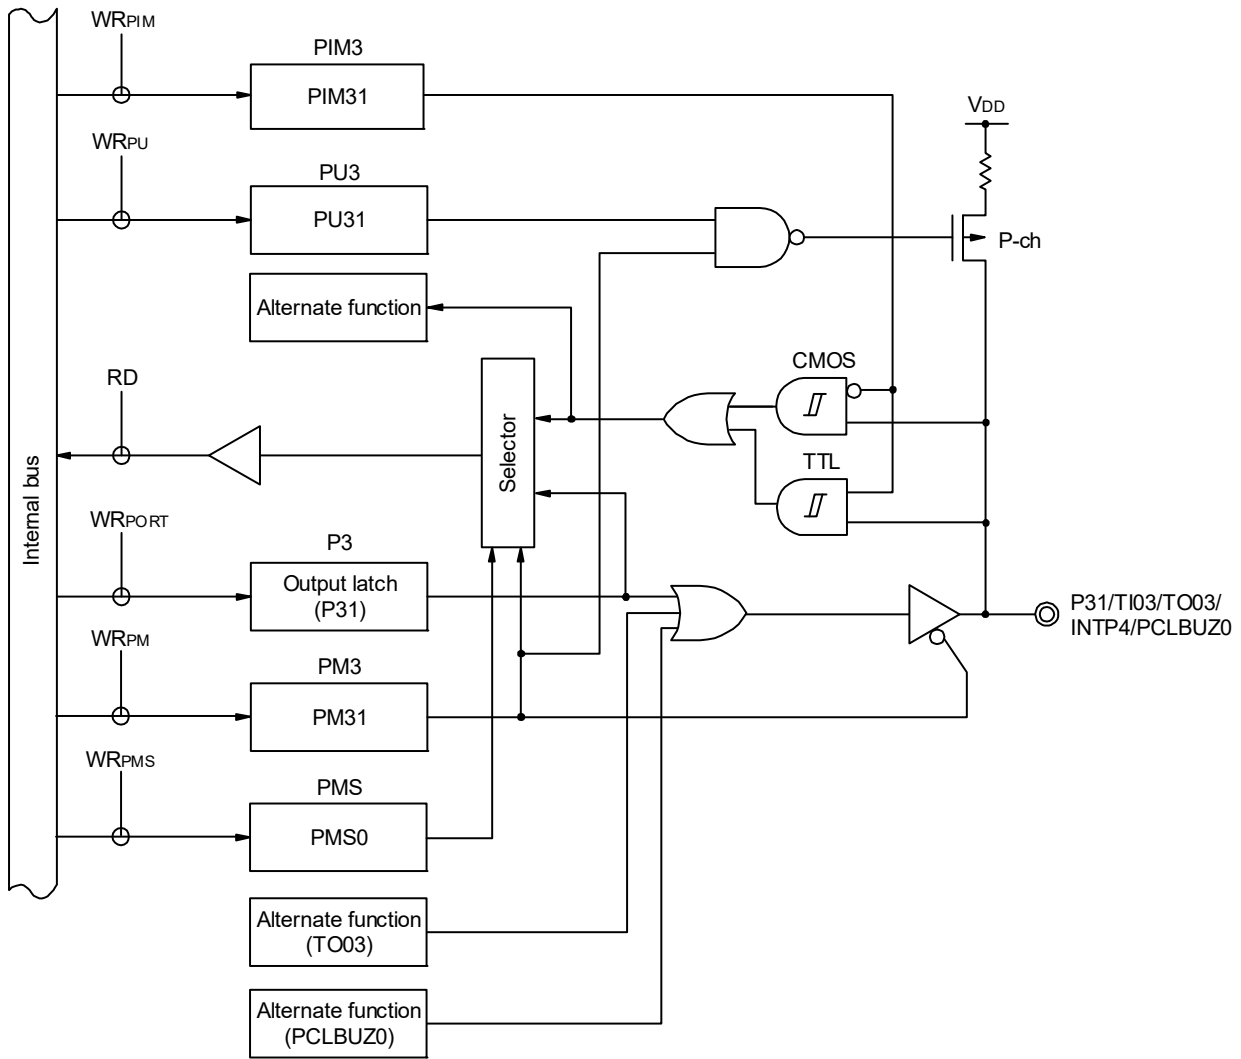 WRPIM
PIM3
PIM31
VDD
WRPU
PU3
PU31
P-ch
Alternate function
CMOS
RD
Selector
TTL
Internal bus
WRPORT
P3
Output latch
(P31)
P31/TI03/TO03/
INTP4/PCLBUZ0
WRPM
PM3
PM31
WRPMS
PMS
PMS0
Alternate function
(TO03)
Alternate function
(PCLBUZ0)